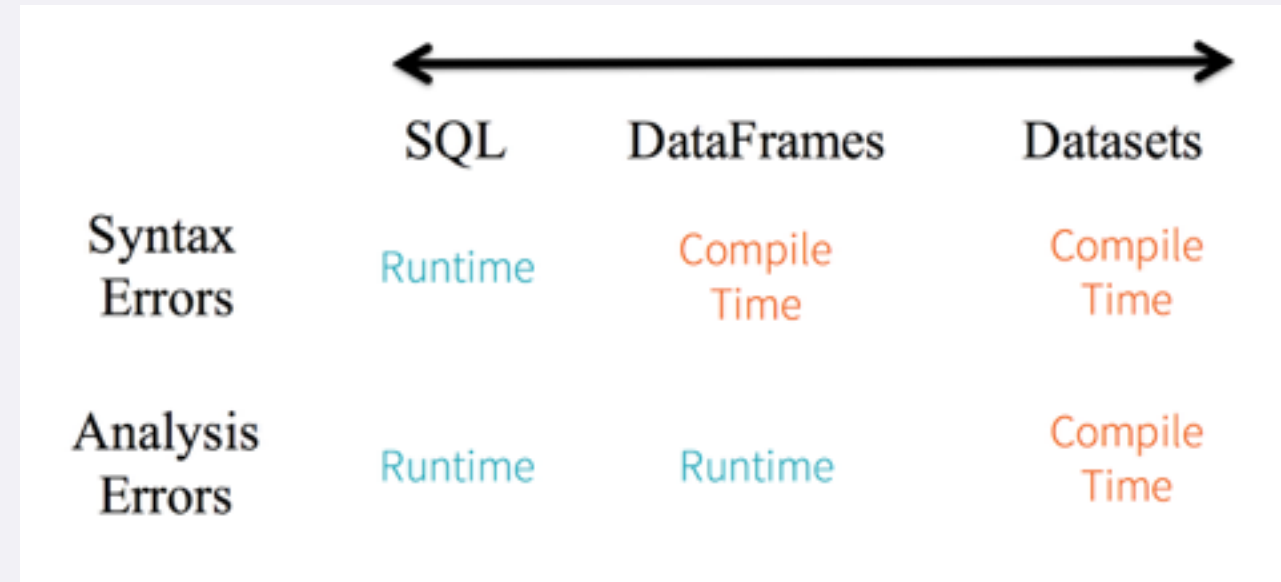 SQL DataFrames Datasets
Syntax
Errors
Runtime
Compile
Time
Compile
Time
Analysis
Errors
Runtime
Runtime
Compile
Time